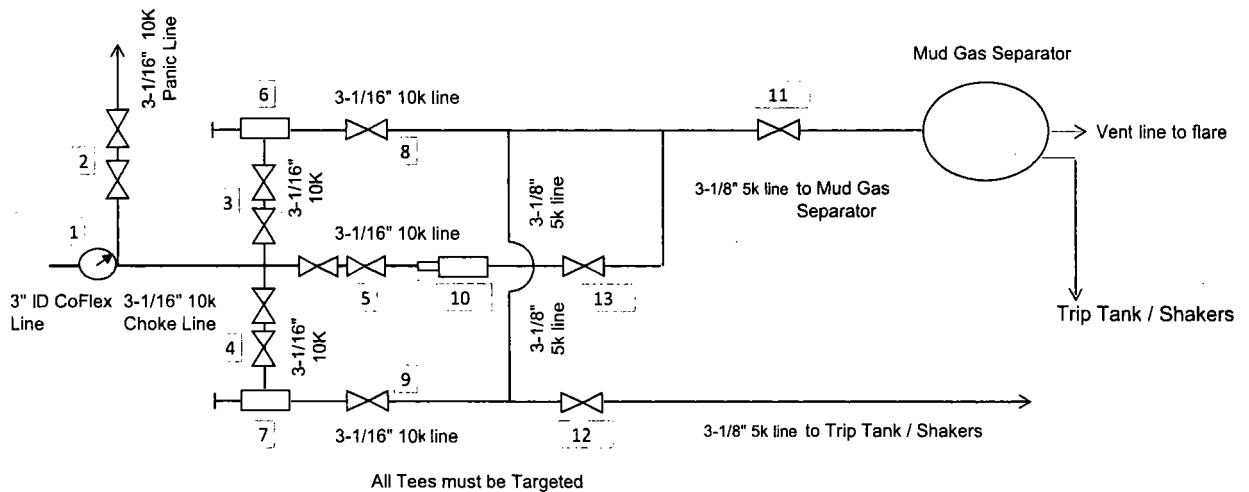 Mud Gas Separator
3-1/16" 10K
Panic Line
6
3-1/16" 10k line
11
2
8
Vent line to flare
3
3-1/16"
10K
3-1/8"
5k line
3-1/8" 5k line to Mud Gas
Separator
1
3-1/16" 10k line
3" ID CoFlex
Line
3-1/16" 10k
Choke Line
5
10
13
Trip Tank / Shakers
4
3-1/16"
10K
3-1/8"
5k line
9
7
3-1/16" 10k line
12
3-1/8" 5k line to Trip Tank / Shakers
All Tees must be Targeted